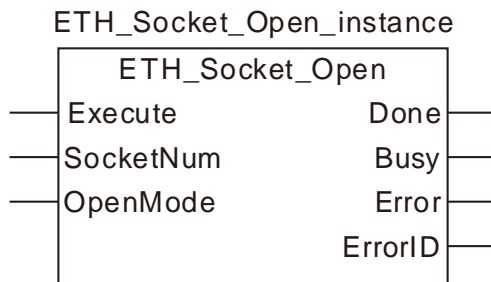 ETH_Socket_Open_instance
ETH_Socket_Open
Execute Done
SocketNum Busy
OpenMode Error
ErrorID